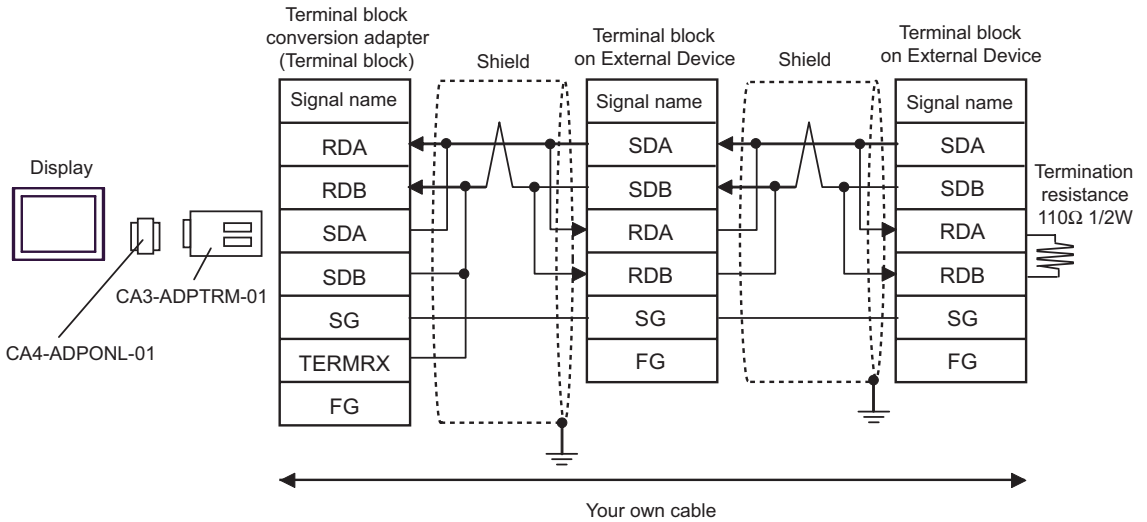 Display
CA4-ADPONL-01
CA3-ADPTRM-01
Terminal block
conversion adapter
(Terminal block)
Signal name
RDA
RDB
SDA
SDB
SG
TERMRX
FG
Shield
Terminal block
on External Device
Signal name
SDA
SDB
RDA
RDB
SG
FG
Shield
Terminal block
on External Device
Signal name
SDA
SDB
RDA
RDB
SG
FG
Termination
resistance
110Ω 1/2W
Your own cable